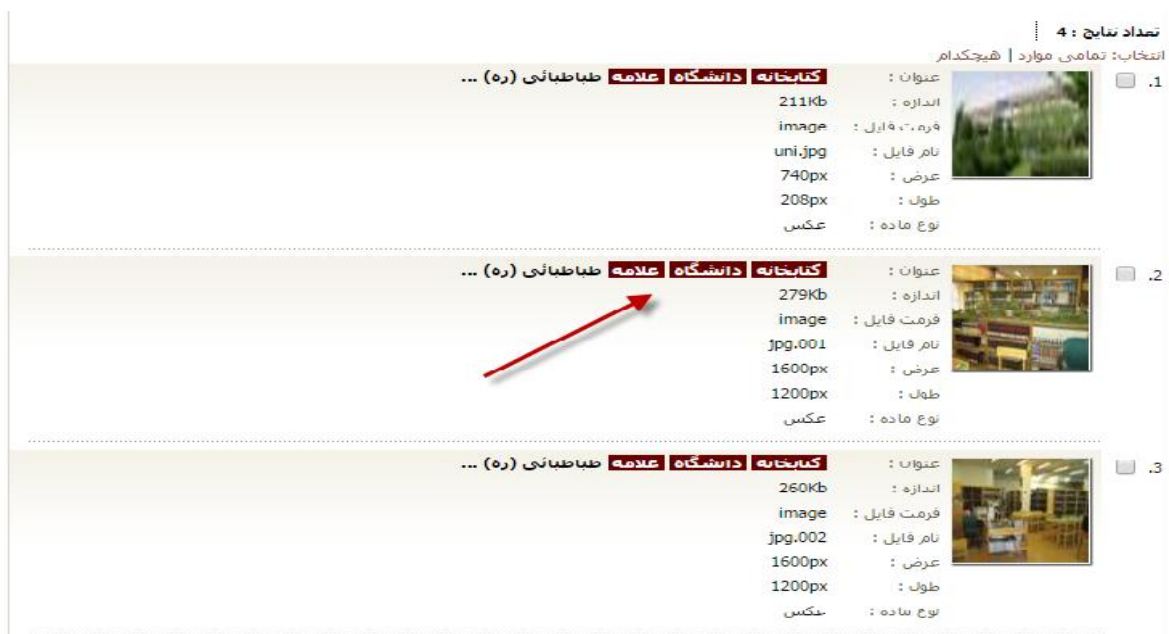 تعداد نتایج : 4
انتخاب: تمامی موارد | هیچکدام
1.
عنوان : کتابخانه دانشگاه علامه طباطبائی (ره) ...
اندازه : 211Kb
فرمت فایل : image
نام فایل : uni.jpg
عرض : 740px
طول : 208px
نوع ماده : عکس
2.
عنوان : کتابخانه دانشگاه علامه طباطبائی (ره) ...
اندازه : 279Kb
فرمت فایل : image
نام فایل : jpg.001
عرض : 1600px
طول : 1200px
نوع ماده : عکس
3.
عنوان : کتابخانه دانشگاه علامه طباطبائی (ره) ...
اندازه : 260Kb
فرمت فایل : image
نام فایل : jpg.002
عرض : 1600px
طول : 1200px
نوع ماده : عکس